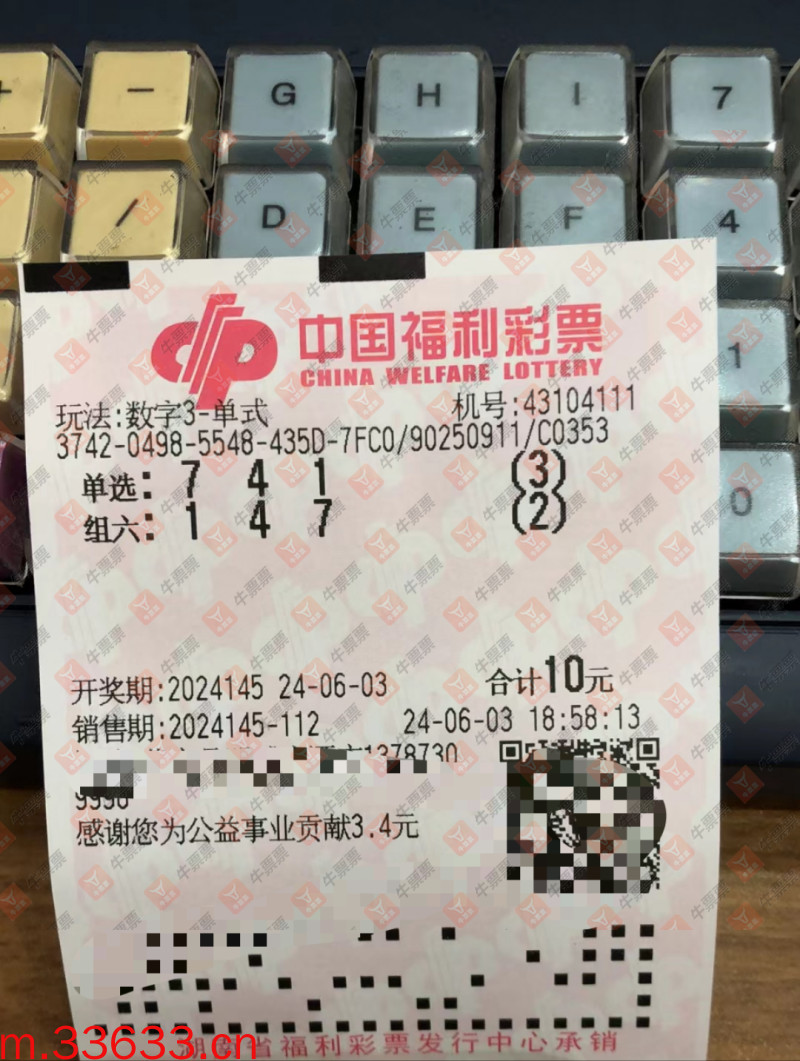 + - G H I 7
/ D E F 4
1
0
中国福利彩票
CHINA WELFARE LOTTERY
玩法:数字3-单式 机号:43104111
3742-0498-5548-435D-7FC0/90250911/C0353
单选: 7 4 1 (3)
组六: 1 4 7 (2)
开奖期:2024145 24-06-03 合计10元
销售期:2024145-112 24-06-03 18:58:13
1378730
感谢您为公益事业贡献3.4元
省福利彩票发行中心承销
m.33633.cn
牛票票